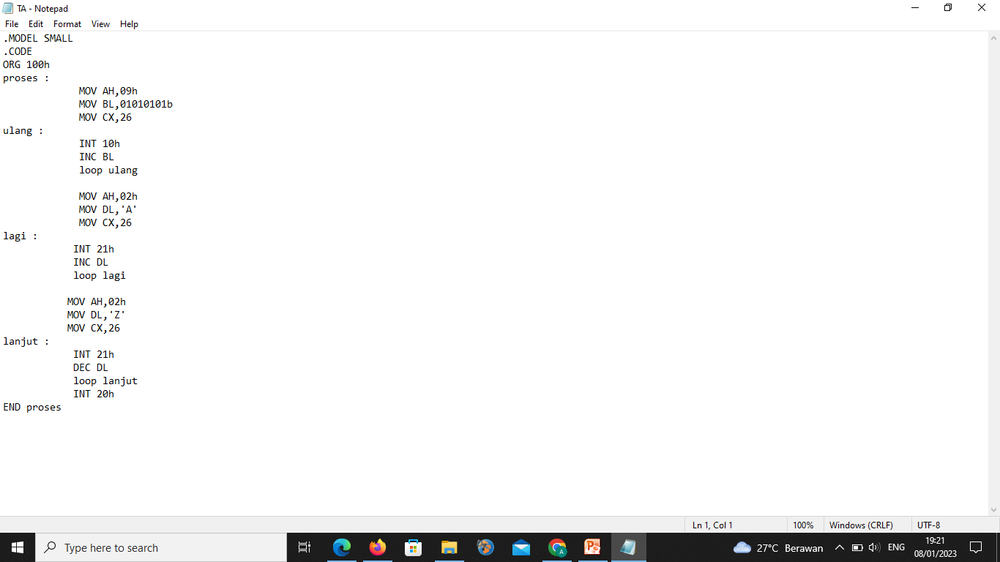 TA - Notepad
File Edit Format View Help
.MODEL SMALL
.CODE
ORG 100h
proses :
MOV AH,09h
MOV BL,01010101b
MOV CX,26
ulang :
INT 10h
INC BL
loop ulang
MOV AH,02h
MOV DL,'A'
MOV CX,26
lagi :
INT 21h
INC DL
loop lagi
MOV AH,02h
MOV DL,'Z'
MOV CX,26
lanjut :
INT 21h
DEC DL
loop lanjut
INT 20h
END proses
Ln 1, Col 1 100% Windows (CRLF) UTF-8
Type here to search 27°C Berawan ENG 19:21
08/01/2023